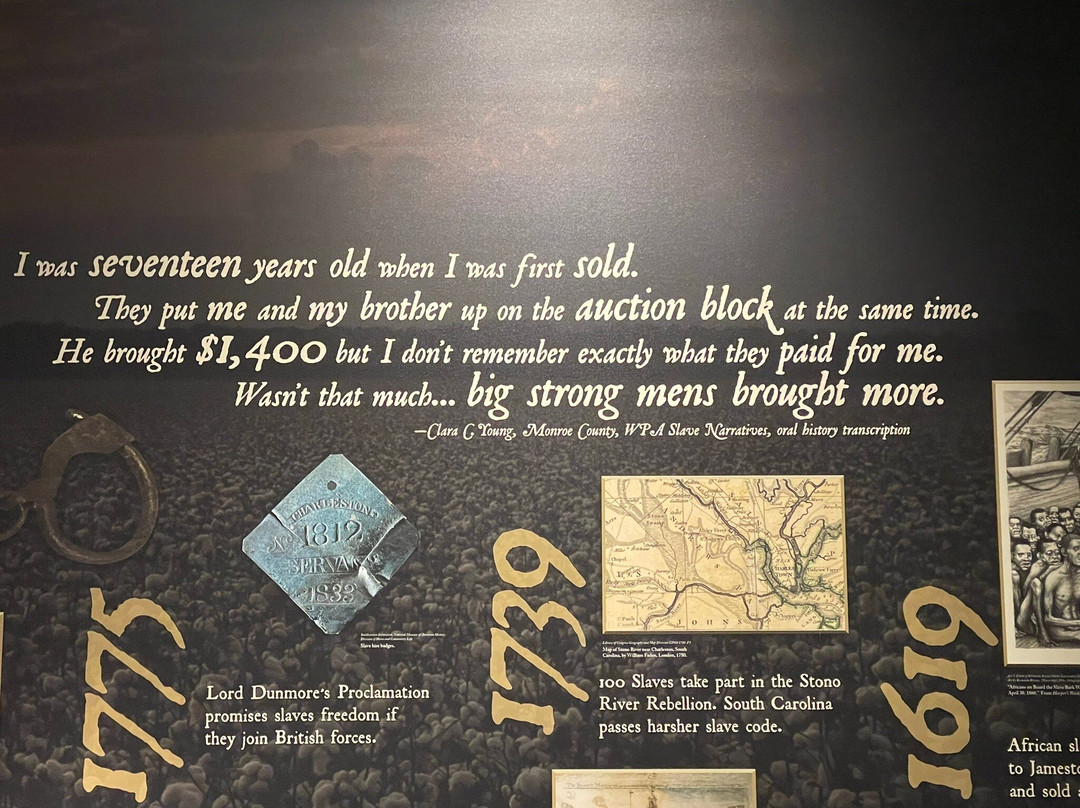 I was seventeen years old when I was first sold.
They put me and my brother up on the auction block at the same time.
He brought $1,400 but I don't remember exactly what they paid for me.
Wasn't that much... big strong mens brought more.
—Clara C Young, Monroe County, WPA Slave Narratives, oral history transcription
CHARLESTON
No 1812
SERVANT
1833
Slave hire badges.
1775
Lord Dunmore's Proclamation
promises slaves freedom if
they join British forces.
1739
JOHNS
Map of Stono River near Charleston, South
Carolina, by William Faden, London, 1780.
100 Slaves take part in the Stono
River Rebellion. South Carolina
passes harsher slave code.
1619
African sl
to Jamesto
and sold